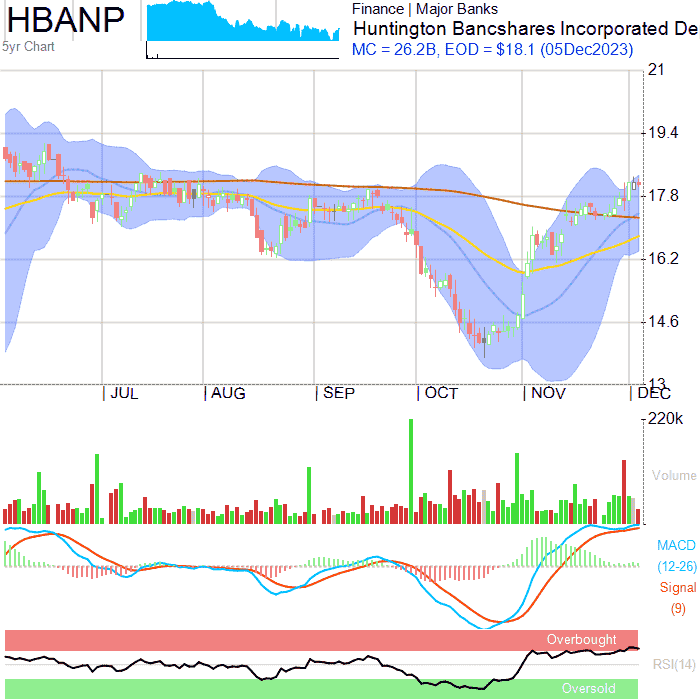 HBANP
5yr Chart
Finance | Major Banks
Huntington Bancshares Incorporated De
MC = 26.2B, EOD = $18.1 (05Dec2023)
21
19.4
17.8
16.2
14.6
13
JUL AUG SEP OCT NOV DEC
220k
Volume
MACD
(12-26)
Signal
(9)
Overbought
RSI(14)
Oversold